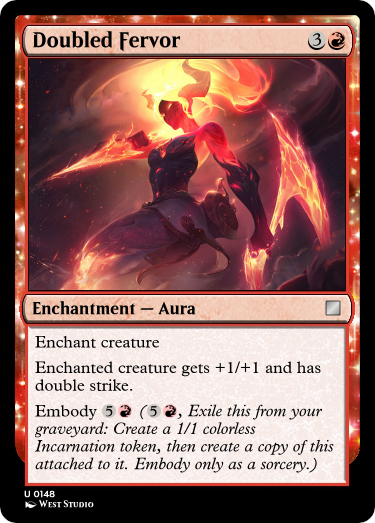 Doubled Fervor 3
Enchantment — Aura
Enchant creature
Enchanted creature gets +1/+1 and has
double strike.
Embody 5 (5, Exile this from your
graveyard: Create a 1/1 colorless
Incarnation token, then create a copy of this
attached to it. Embody only as a sorcery.)
U 0148
West Studio